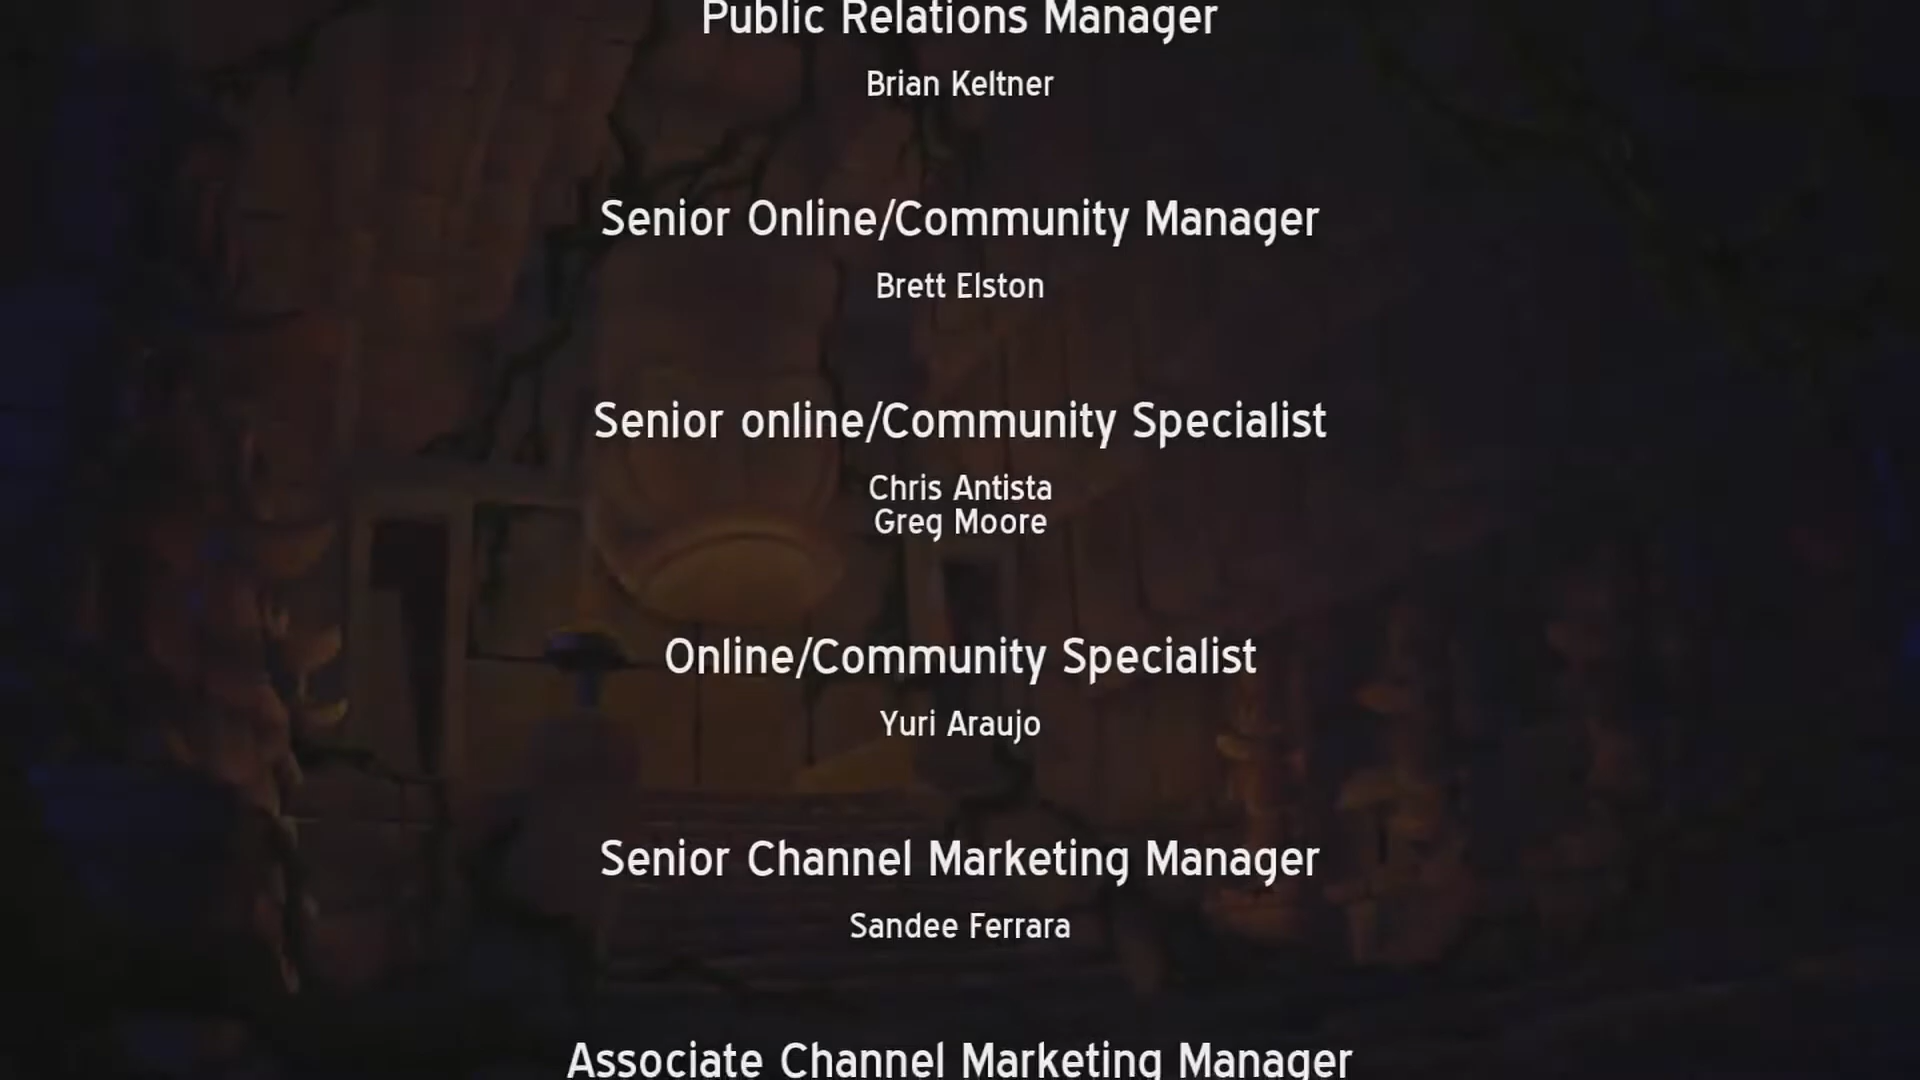 Public Relations Manager
Brian Keltner
Senior Online/Community Manager
Brett Elston
Senior online/Community Specialist
Chris Antista
Greg Moore
Online/Community Specialist
Yuri Araujo
Senior Channel Marketing Manager
Sandee Ferrara
Associate Channel Marketing Manager